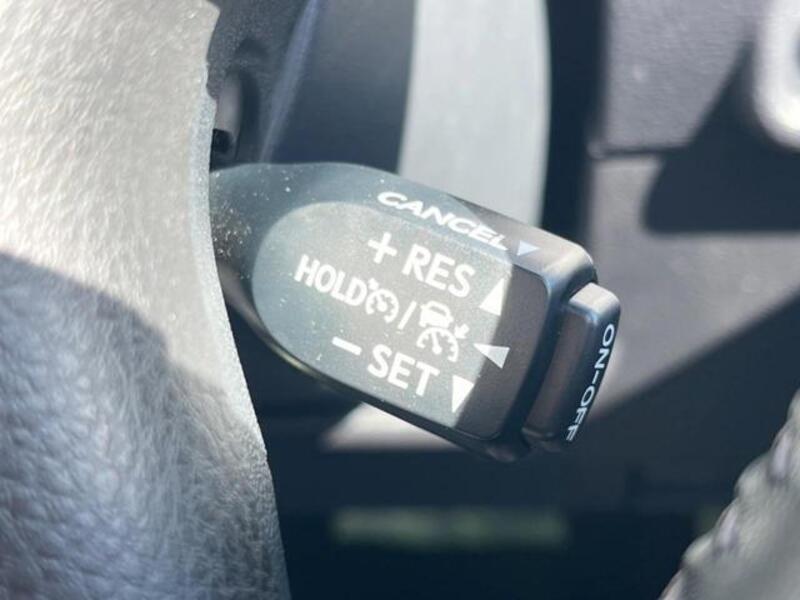 CANCEL
+ RES
HOLD /
- SET
ON-OFF